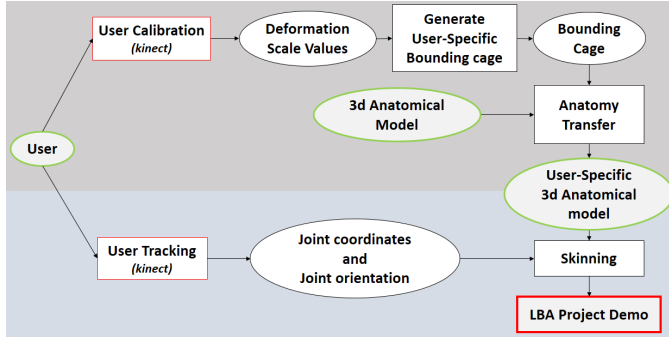 User Calibration
(kinect)
Deformation
Scale Values
Generate
User-Specific
Bounding cage
Bounding
Cage
3d Anatomical
Model
Anatomy
Transfer
User
User-Specific
3d Anatomical
model
User Tracking
(kinect)
Joint coordinates
and
Joint orientation
Skinning
LBA Project Demo